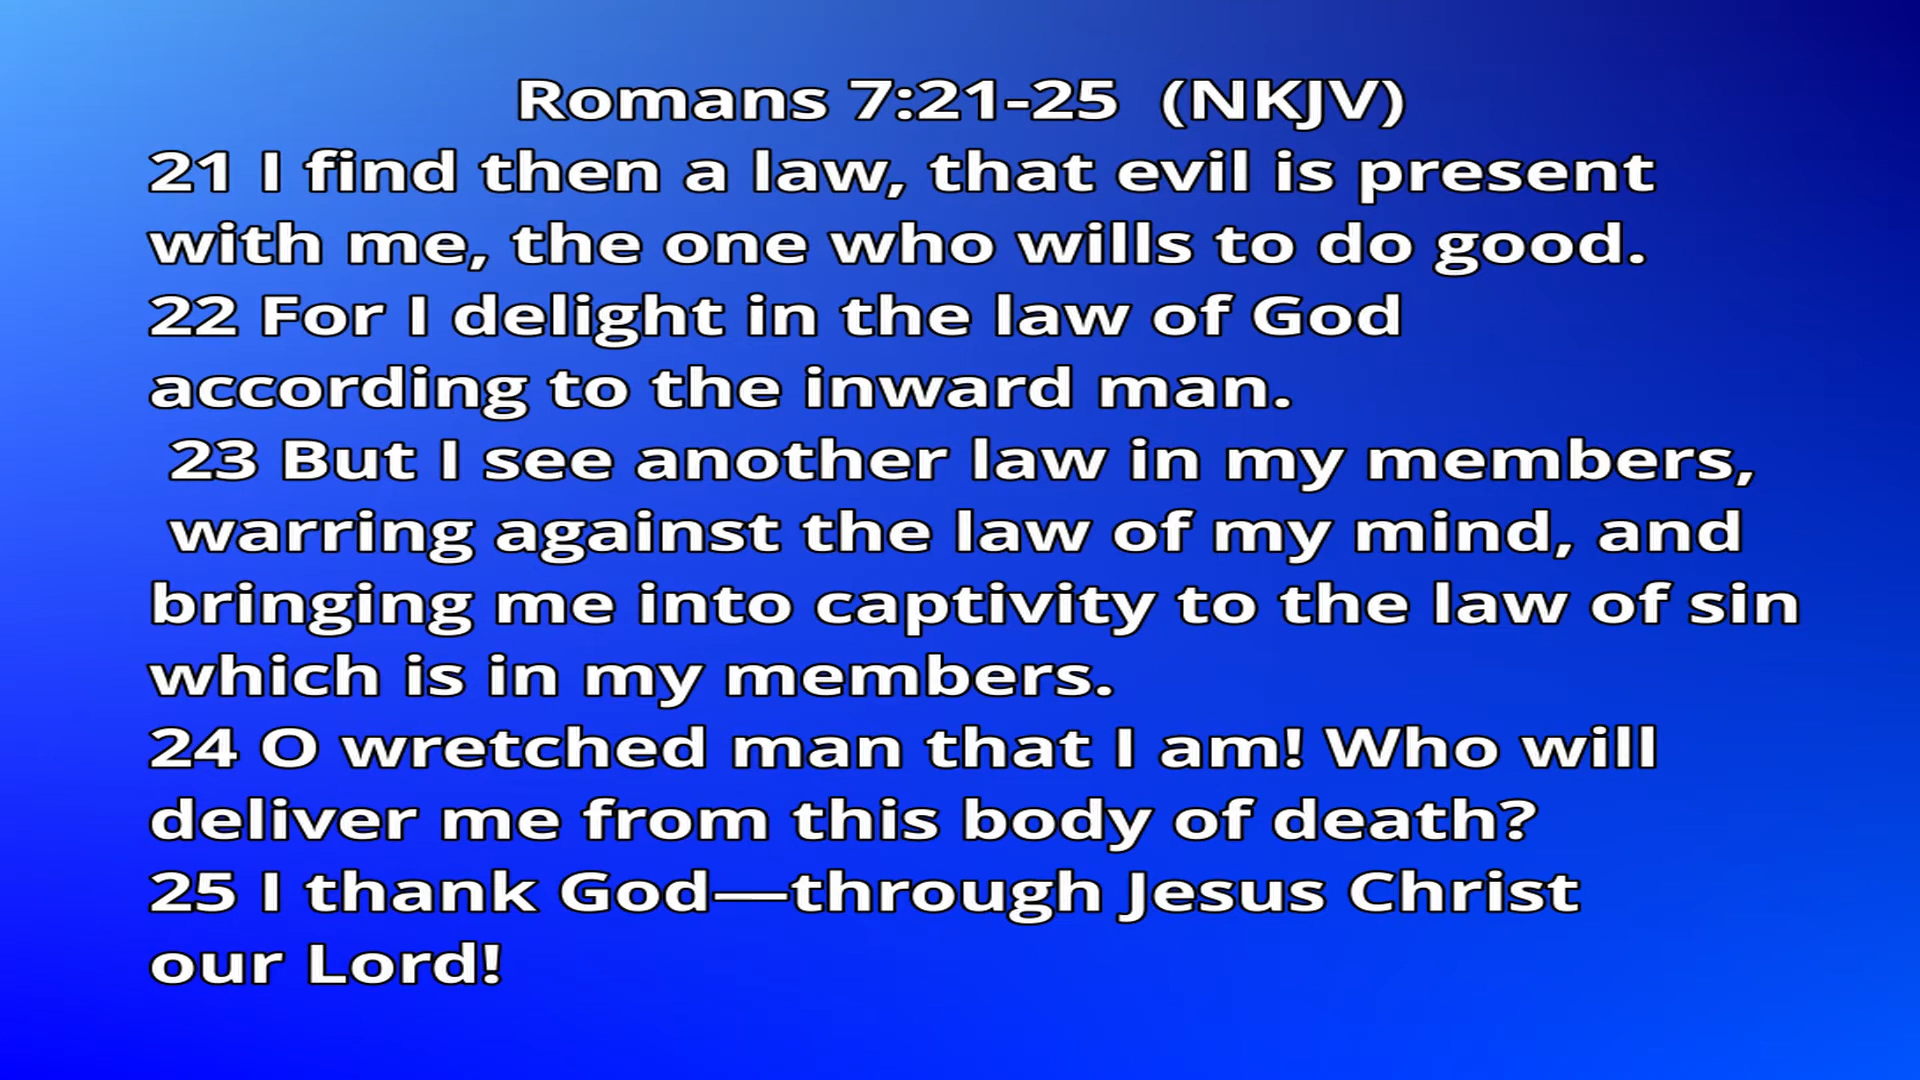 Romans 7:21-25  (NKJV)
21 I find then a law, that evil is present
with me, the one who wills to do good.
22 For I delight in the law of God
according to the inward man.
23 But I see another law in my members,
warring against the law of my mind, and
bringing me into captivity to the law of sin
which is in my members.
24 O wretched man that I am! Who will
deliver me from this body of death?
25 I thank God—through Jesus Christ
our Lord!